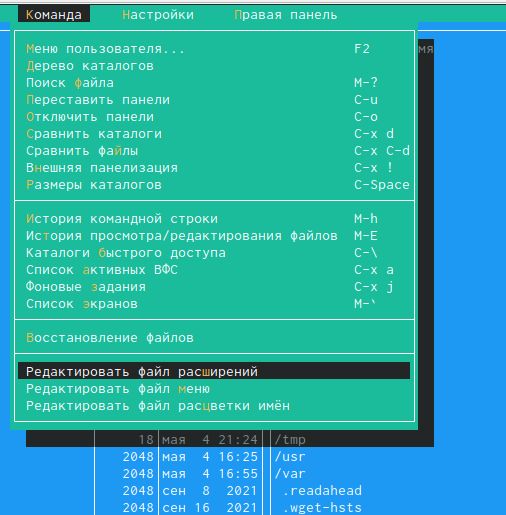 Команда Настройки Правая панель
Меню пользователя... F2
мя
Дерево каталогов
Поиск файла M-?
Переставить панели C-u
Отключить панели C-o
Сравнить каталоги C-x d
Сравнить файлы C-x C-d
Внешняя панелизация C-x !
Размеры каталогов C-Space
История командной строки M-h
История просмотра/редактирования файлов M-E
Каталоги быстрого доступа C-\
Список активных ВФС C-x a
Фоновые задания C-x j
Список экранов M-`
Восстановление файлов
Редактировать файл расширений
Редактировать файл меню
Редактировать файл расцветки имён
18 мая 4 21:24 /tmp
2048 мая 4 16:25 /usr
2048 мая 4 16:55 /var
2048 сен 8 2021 .readahead
2048 сен 16 2021 .wget-hsts